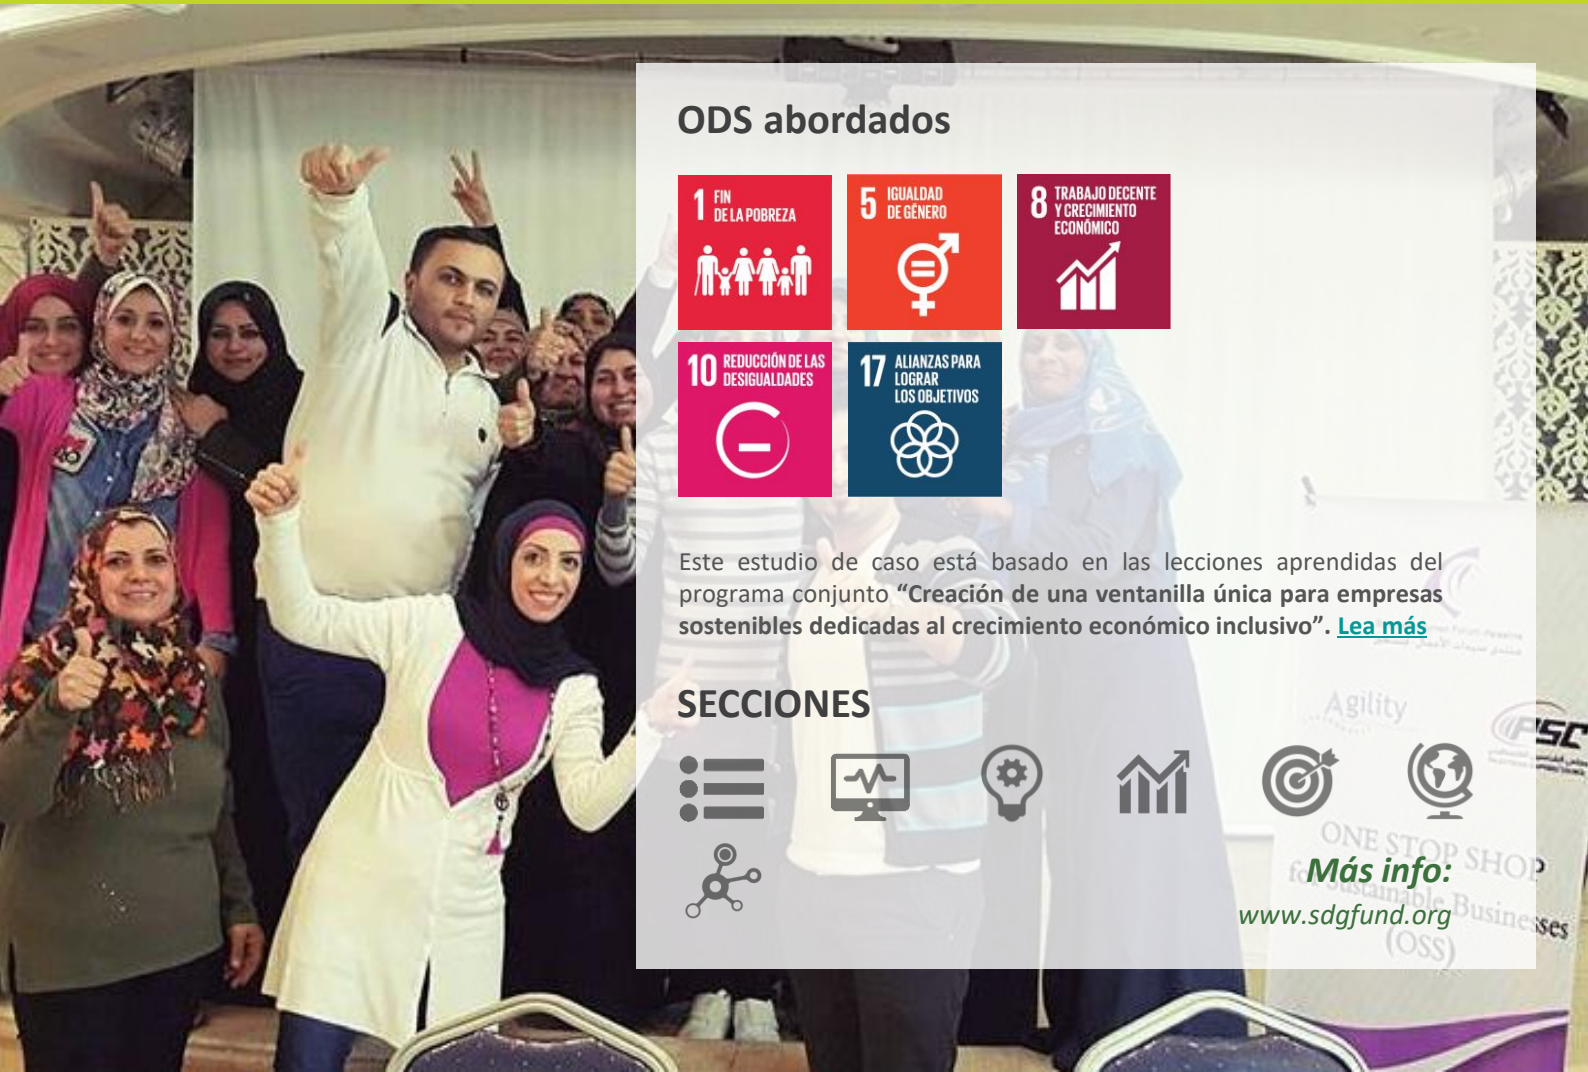 ODS abordados
1 FIN
DE LA POBREZA
5 IGUALDAD
DE GÉNERO
8 TRABAJO DECENTE
Y CRECIMIENTO
ECONÓMICO
10 REDUCCIÓN DE LAS
DESIGUALDADES
17 ALIANZAS PARA
LOGRAR
LOS OBJETIVOS
Este estudio de caso está basado en las lecciones aprendidas del
programa conjunto “Creación de una ventanilla única para empresas
sostenibles dedicadas al crecimiento económico inclusivo”. Lea más
SECCIONES
Agility
PSC
ONE STOP SHOP
for Sustainable Businesses
(OSS)
Más info:
www.sdgfund.org